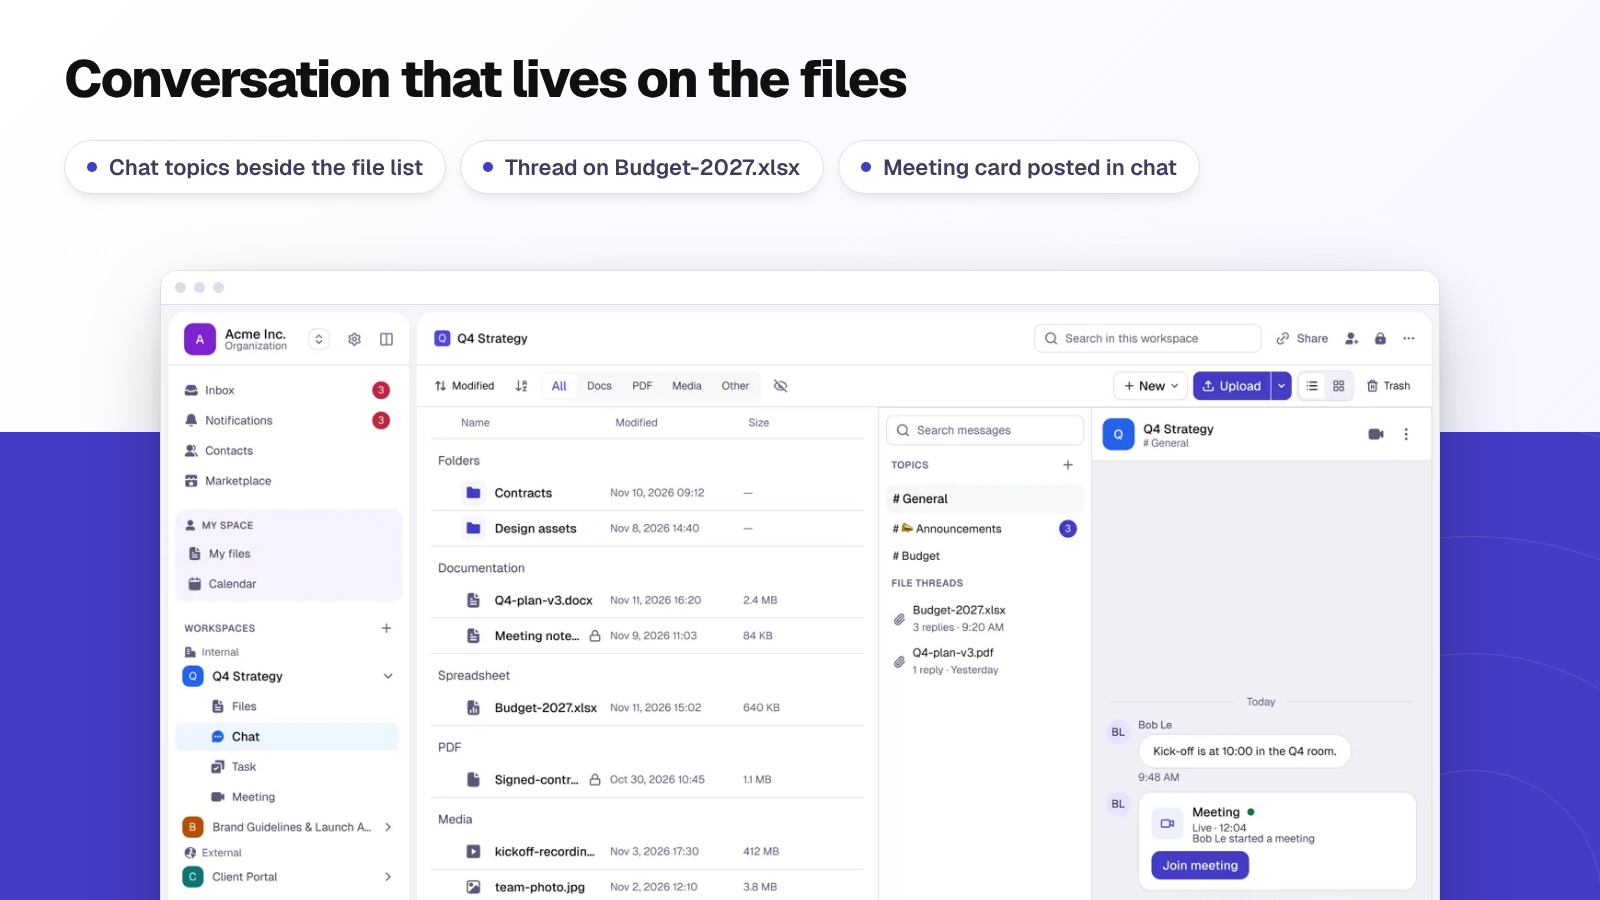 Conversation that lives on the files
Chat topics beside the file list
Thread on Budget-2027.xlsx
Meeting card posted in chat
A
Acme Inc.
Organization
Inbox
3
Notifications
3
Contacts
Marketplace
MY SPACE
My files
Calendar
WORKSPACES
Internal
Q
Q4 Strategy
Files
Chat
Task
Meeting
B
Brand Guidelines & Launch A...
External
C
Client Portal
Q
Q4 Strategy
Search in this workspace
Share
Modified
All
Docs
PDF
Media
Other
New
Upload
Trash
Name
Modified
Size
Folders
Contracts
Nov 10, 2026 09:12
—
Design assets
Nov 8, 2026 14:40
—
Documentation
Q4-plan-v3.docx
Nov 11, 2026 16:20
2.4 MB
Meeting note...
Nov 9, 2026 11:03
84 KB
Spreadsheet
Budget-2027.xlsx
Nov 11, 2026 15:02
640 KB
PDF
Signed-contr...
Oct 30, 2026 10:45
1.1 MB
Media
kickoff-recordin...
Nov 3, 2026 17:30
412 MB
team-photo.jpg
Nov 2, 2026 12:10
3.8 MB
Search messages
TOPICS
# General
# Announcements
3
# Budget
FILE THREADS
Budget-2027.xlsx
3 replies · 9:20 AM
Q4-plan-v3.pdf
1 reply · Yesterday
Q
Q4 Strategy
# General
Today
BL
Bob Le
Kick-off is at 10:00 in the Q4 room.
9:48 AM
BL
Meeting
Live · 12:04
Bob Le started a meeting
Join meeting